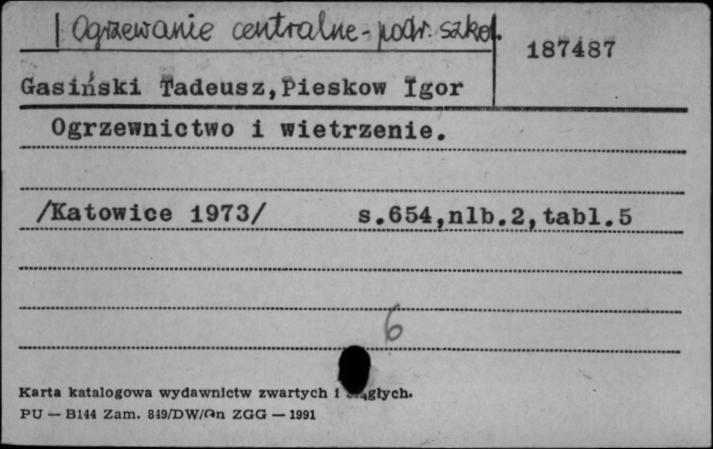 Ogrzewanie centralne - podr. szkol.
187487
Gasiński Tadeusz, Pieskow Igor
Ogrzewnictwo i wietrzenie.
/Katowice 1973/ s.654,nlb.2,tabl.5
6
Karta katalogowa wydawnictw zwartych i
PU — B144 Zam. 849/DW/On ZGG — 1991